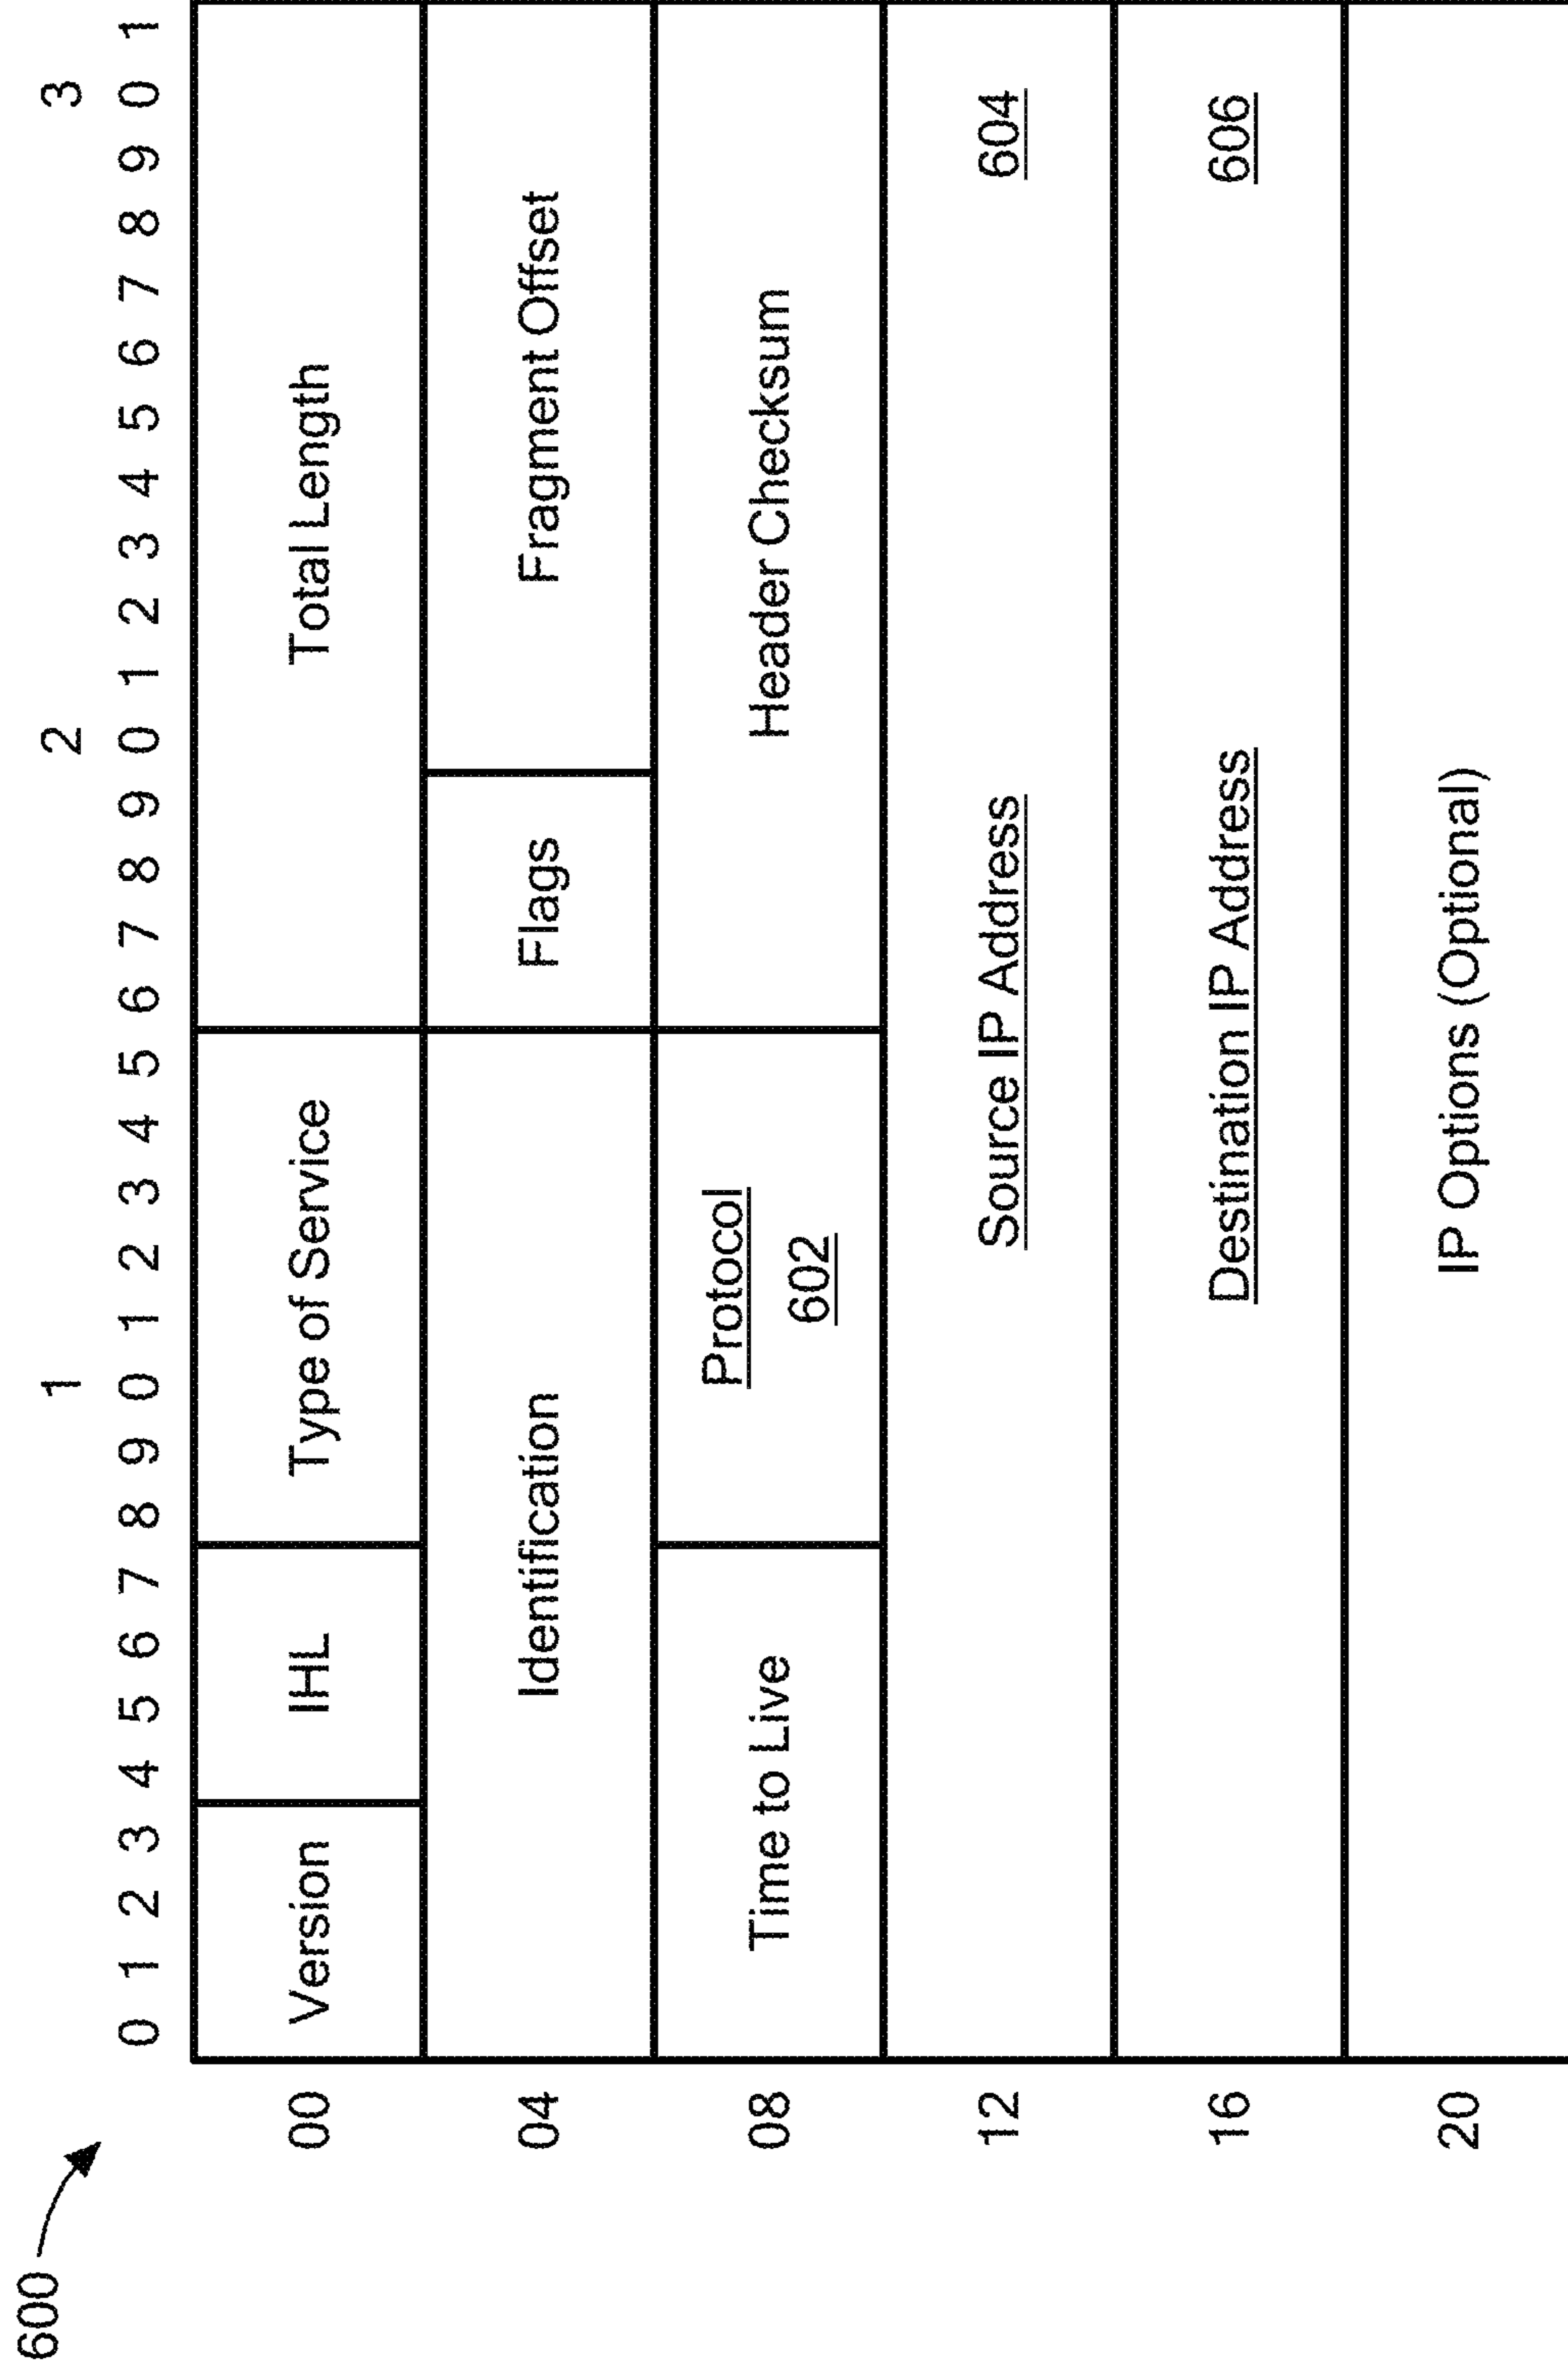 600
1 2 3
0 1 2 3 4 5 6 7 8 9 0 1 2 3 4 5 6 7 8 9 0 1 2 3 4 5 6 7 8 9 0 1
00 Version IHL Type of Service Total Length
04 Identification Flags Fragment Offset
08 Time to Live Protocol 602 Header Checksum
12 Source IP Address 604
16 Destination IP Address 606
20 IP Options (Optional)